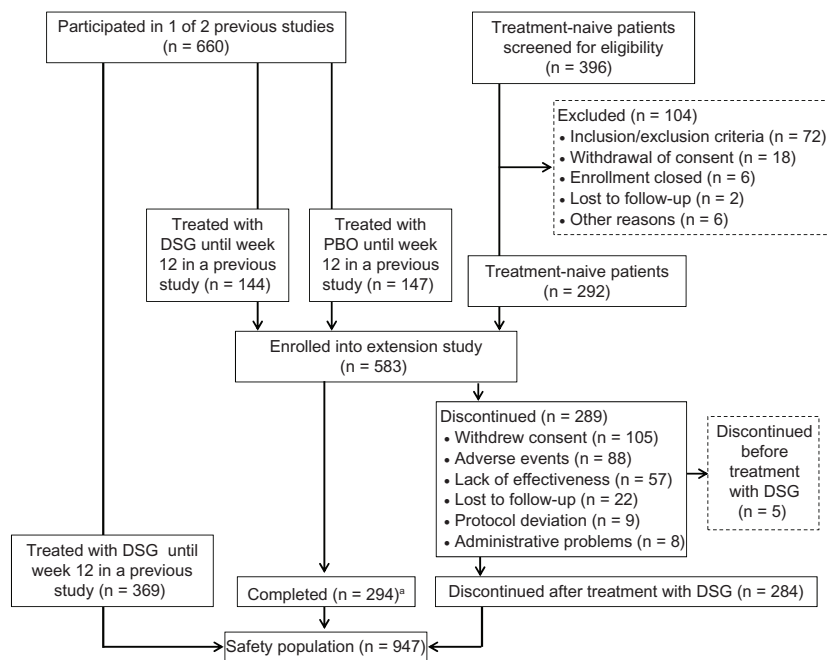 Participated in 1 of 2 previous studies
(n = 660)
Treatment-naive patients
screened for eligibility
(n = 396)
Excluded (n = 104)
• Inclusion/exclusion criteria (n = 72)
• Withdrawal of consent (n = 18)
• Enrollment closed (n = 6)
• Lost to follow-up (n = 2)
• Other reasons (n = 6)
Treated with
DSG until week
12 in a previous
study (n = 144)
Treated with
PBO until week
12 in a previous
study (n = 147)
Treatment-naive patients
(n = 292)
Enrolled into extension study
(n = 583)
Discontinued (n = 289)
• Withdrew consent (n = 105)
• Adverse events (n = 88)
• Lack of effectiveness (n = 57)
• Lost to follow-up (n = 22)
• Protocol deviation (n = 9)
• Administrative problems (n = 8)
Discontinued
before
treatment
with DSG
(n = 5)
Treated with DSG until
week 12 in a previous
study (n = 369)
Completed (n = 294)ᵃ
Discontinued after treatment with DSG (n = 284)
Safety population (n = 947)